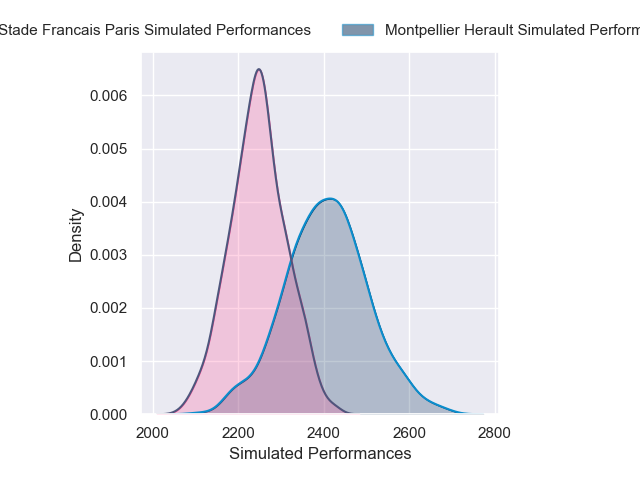 Stade Francais Paris Simulated Performances
Montpellier Herault Simulated Perform
0.006
0.005
0.004
0.003
0.002
0.001
0.000
Density
2000 2200 2400 2600 2800
Simulated Performances